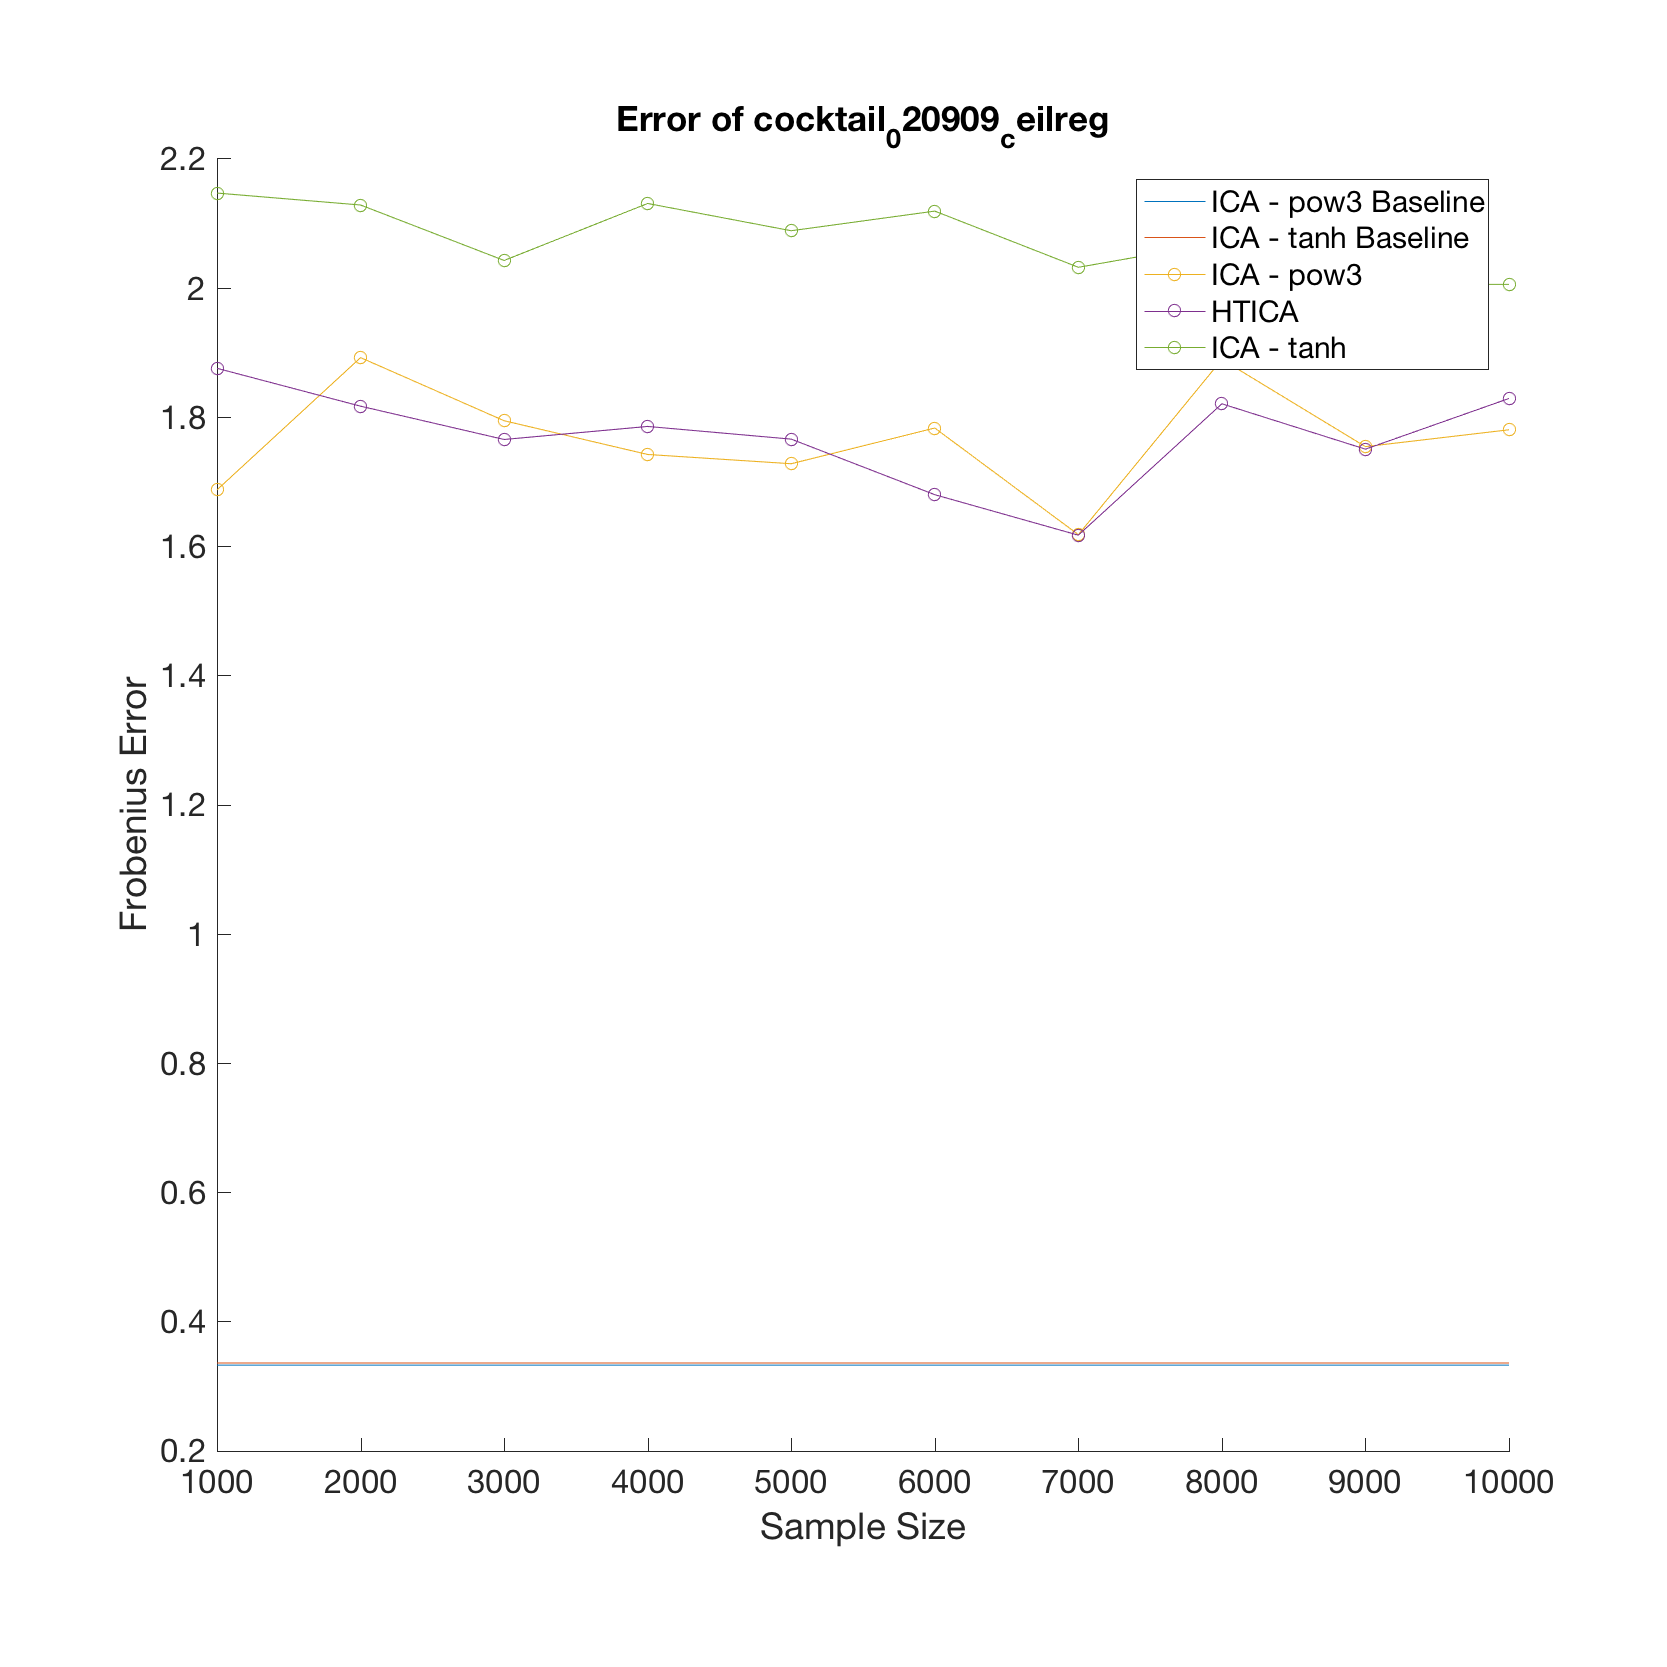 Error of cocktail_020909_ceilreg
2.2
2
1.8
1.6
1.4
1.2
1
0.8
0.6
0.4
0.2
Frobenius Error
ICA - pow3 Baseline
ICA - tanh Baseline
ICA - pow3
HTICA
ICA - tanh
1000 2000 3000 4000 5000 6000 7000 8000 9000 10000
Sample Size